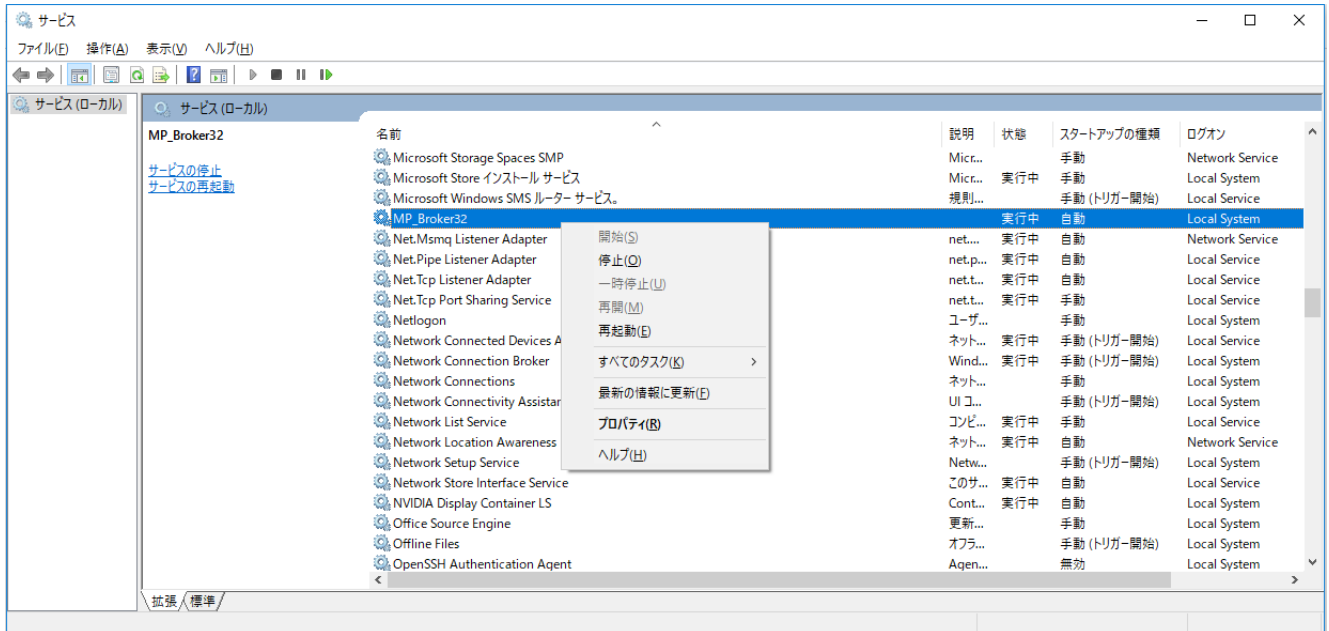 サービス
ファイル(F) 操作(A) 表示(V) ヘルプ(H)
サービス (ローカル)
サービス (ローカル)
MP_Broker32
サービスの停止
サービスの再起動
名前 説明 状態 スタートアップの種類 ログオン
Microsoft Storage Spaces SMP Micr... 手動 Network Service
Microsoft Store インストール サービス Micr... 実行中 手動 Local System
Microsoft Windows SMS ルーター サービス。 規則... 手動 (トリガー開始) Local Service
MP_Broker32 実行中 自動 Local System
Net.Msmq Listener Adapter net.... 実行中 自動 Network Service
Net.Pipe Listener Adapter net.p... 実行中 自動 Local Service
Net.Tcp Listener Adapter net.t... 実行中 自動 Local Service
Net.Tcp Port Sharing Service net.t... 実行中 自動 Local Service
Netlogon ユーザ... 手動 Local System
Network Connected Devices A ネット... 実行中 手動 (トリガー開始) Local Service
Network Connection Broker Wind... 実行中 手動 (トリガー開始) Local System
Network Connections ネット... 手動 Local System
Network Connectivity Assistar UI コ... 手動 (トリガー開始) Local System
Network List Service コンピ... 実行中 手動 Local Service
Network Location Awareness ネット... 実行中 自動 Network Service
Network Setup Service Netw... 手動 (トリガー開始) Local System
Network Store Interface Service このサ... 実行中 自動 Local Service
NVIDIA Display Container LS Cont... 実行中 自動 Local System
Office Source Engine 更新... 手動 Local System
Offline Files オフラ... 手動 (トリガー開始) Local System
OpenSSH Authentication Agent Agen... 無効 Local System
開始(S)
停止(O)
一時停止(U)
再開(M)
再起動(E)
すべてのタスク(K)
最新の情報に更新(F)
プロパティ(R)
ヘルプ(H)
拡張 標準